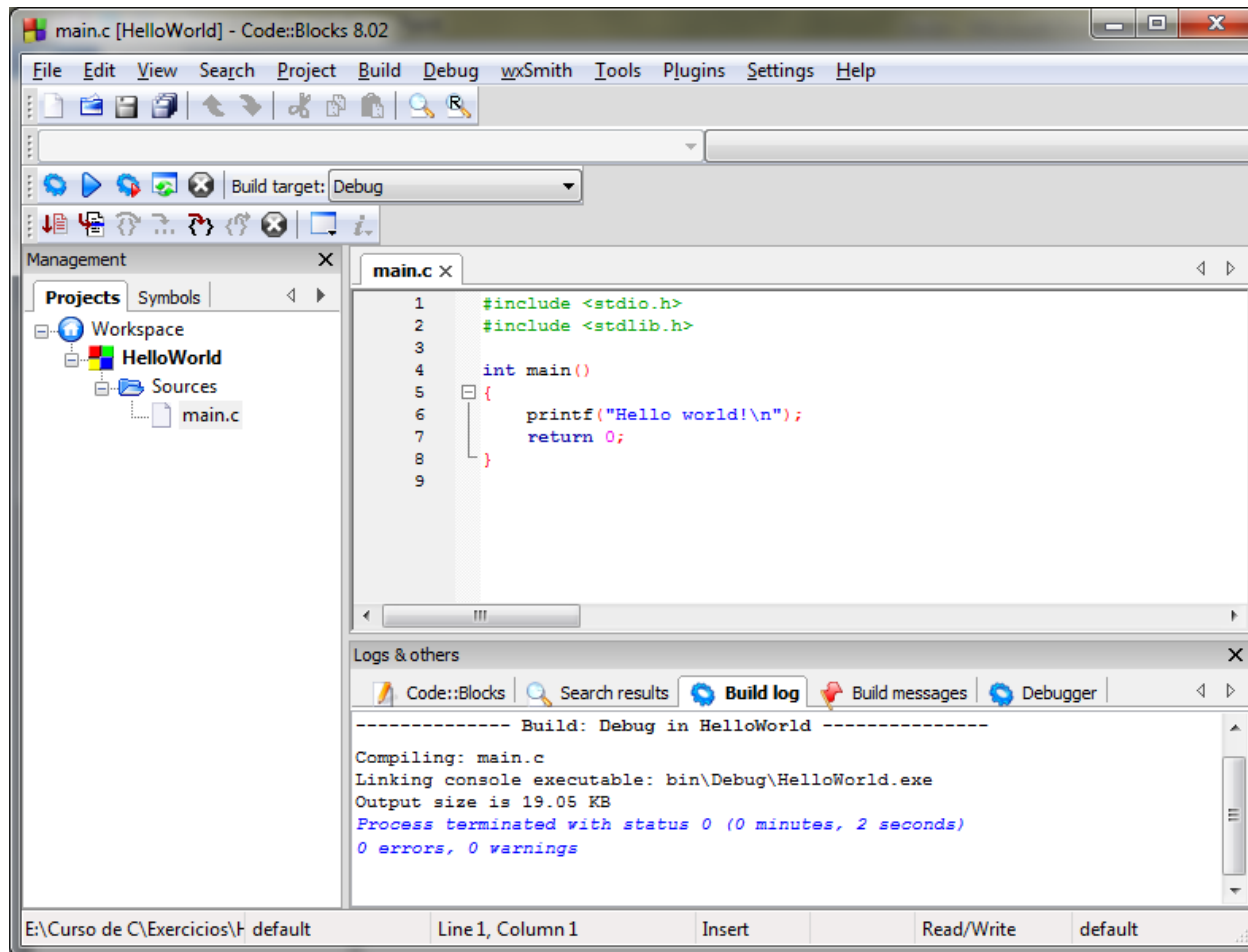 main.c [HelloWorld] - Code::Blocks 8.02
File Edit View Search Project Build Debug wxSmith Tools Plugins Settings Help
Build target: Debug
Management
main.c
Projects Symbols
Workspace
HelloWorld
Sources
main.c
1 #include <stdio.h>
2 #include <stdlib.h>
3
4 int main()
5 {
6 printf("Hello world!\n");
7 return 0;
8 }
9
Logs & others
Code::Blocks Search results Build log Build messages Debugger
-------------- Build: Debug in HelloWorld ---------------
Compiling: main.c
Linking console executable: bin\Debug\HelloWorld.exe
Output size is 19.05 KB
Process terminated with status 0 (0 minutes, 2 seconds)
0 errors, 0 warnings
E:\Curso de C\Exercicios\H default Line 1, Column 1 Insert Read/Write default